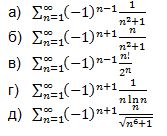 а) ∑_{n=1}^{∞}(−1)^{n−1} 1/(n²+1)
б) ∑_{n=1}^{∞}(−1)^{n+1} n/(n²+1)
в) ∑_{n=1}^{∞}(−1)^{n−1} n!/2ⁿ
г) ∑_{n=1}^{∞}(−1)^{n+1} 1/(n ln n)
д) ∑_{n=1}^{∞}(−1)^{n+1} n/√(n⁶+1)